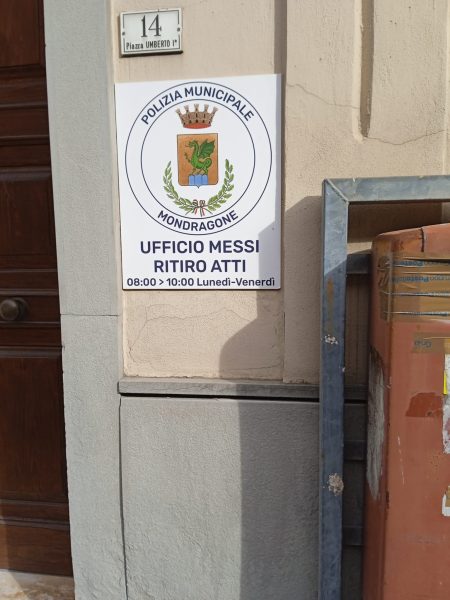 14
Piazza UMBERTO I°
POLIZIA MUNICIPALE
MONDRAGONE
UFFICIO MESSI
RITIRO ATTI
08:00 > 10:00 Lunedì-Venerdì